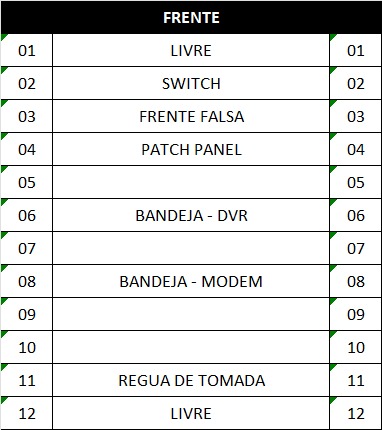 FRENTE
01 LIVRE 01
02 SWITCH 02
03 FRENTE FALSA 03
04 PATCH PANEL 04
05 05
06 BANDEJA - DVR 06
07 07
08 BANDEJA - MODEM 08
09 09
10 10
11 REGUA DE TOMADA 11
12 LIVRE 12